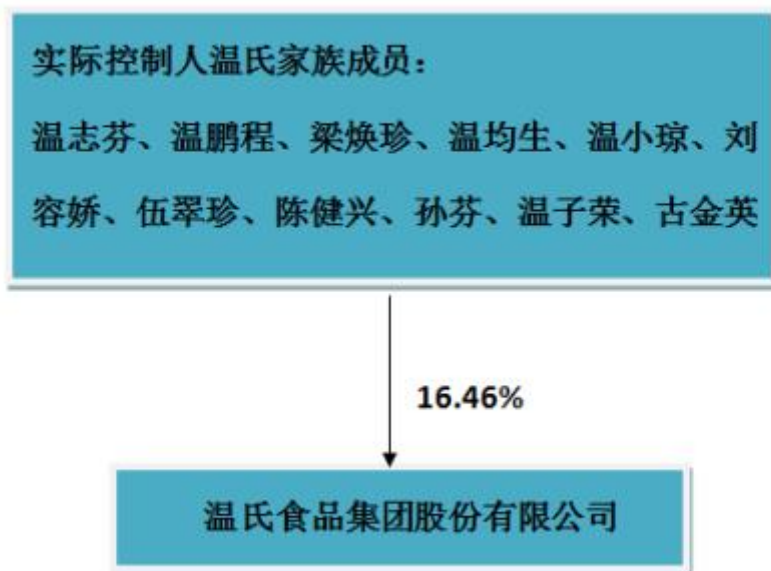 实际控制人温氏家族成员：
温志芬、温鹏程、梁焕珍、温均生、温小琼、刘
容娇、伍翠珍、陈健兴、孙芬、温子荣、古金英
16.46%
温氏食品集团股份有限公司